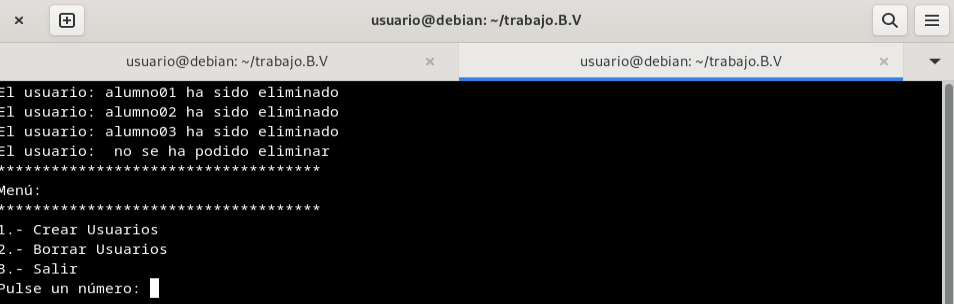 usuario@debian: ~/trabajo.B.V
usuario@debian: ~/trabajo.B.V
usuario@debian: ~/trabajo.B.V
El usuario: alumno01 ha sido eliminado
El usuario: alumno02 ha sido eliminado
El usuario: alumno03 ha sido eliminado
El usuario:  no se ha podido eliminar
************************************
Menú:
************************************
1.- Crear Usuarios
2.- Borrar Usuarios
3.- Salir
Pulse un número: